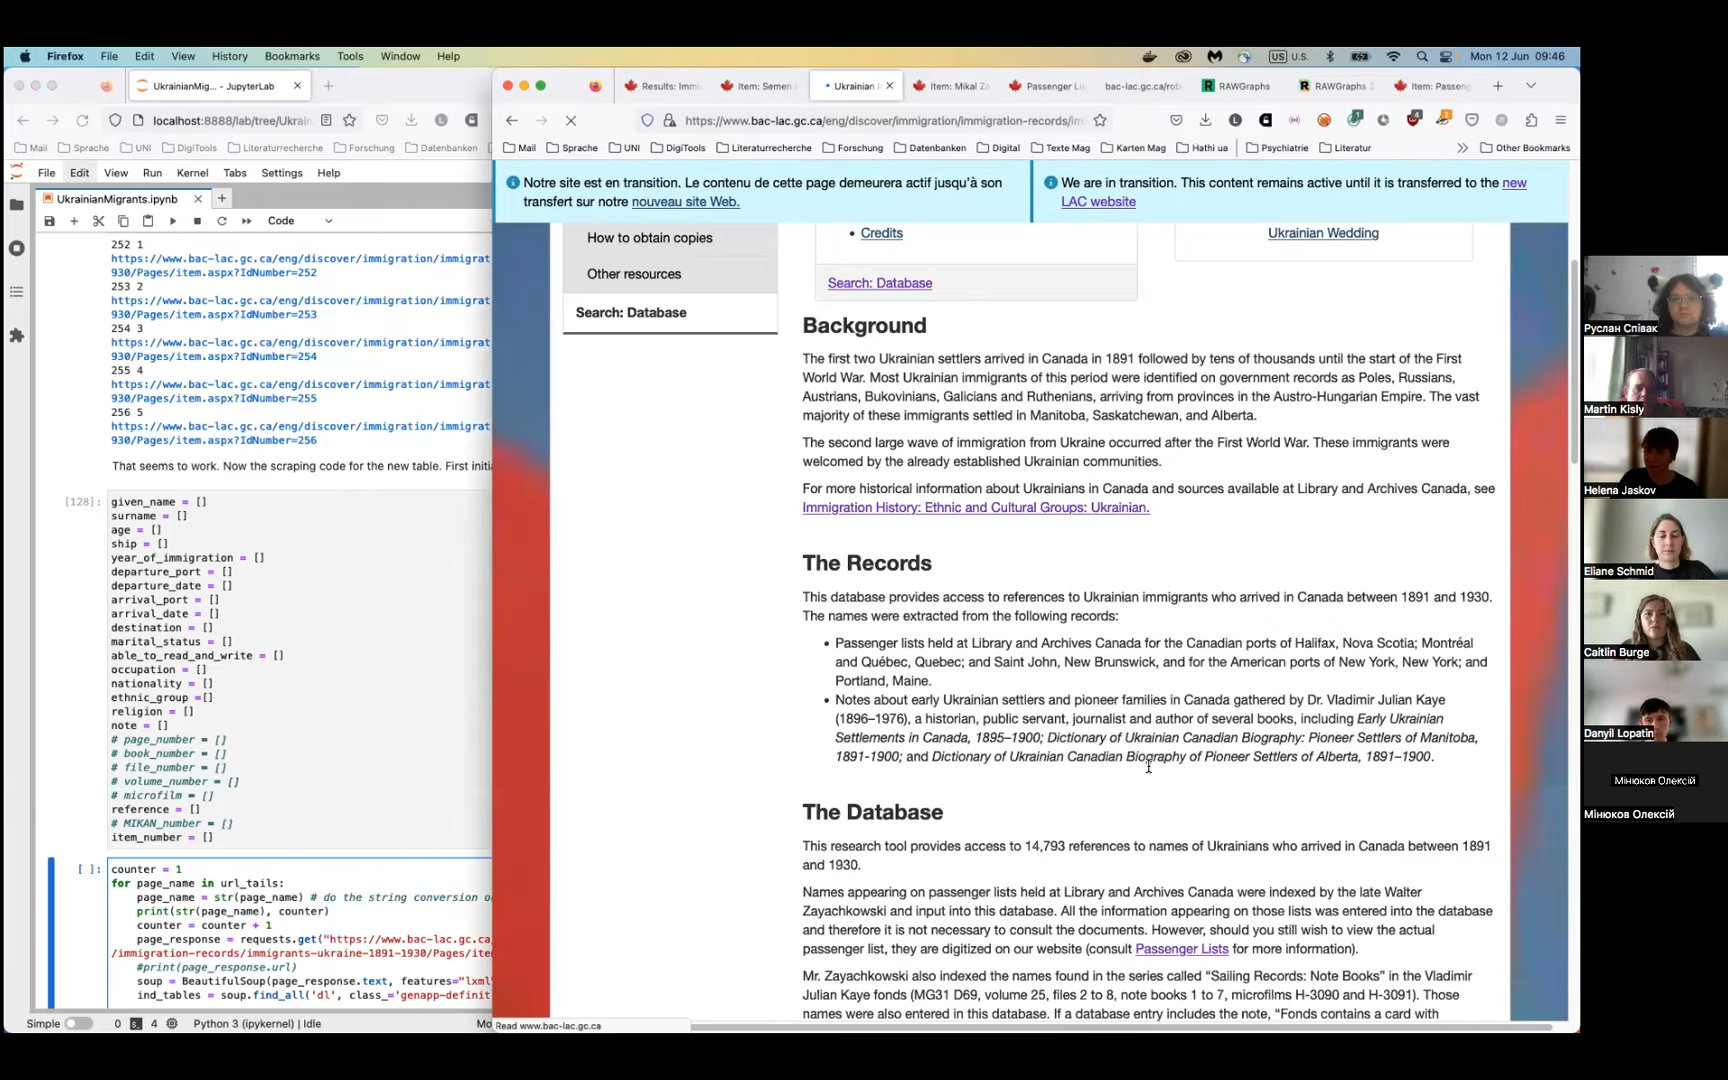 Firefox File Edit View History Bookmarks Tools Window Help
US U.S. Mon 12 Jun 09:46
UkrainianMig... - JupyterLab
localhost:8888/lab/tree/Ukrai
Mail Sprache UNI DigiTools Literaturrecherche Forschung Datenbanken
File Edit View Run Kernel Tabs Settings Help
UkrainianMigrants.ipynb
Code
252 1
https://www.bac-lac.gc.ca/eng/discover/immigration/immigrat
930/Pages/item.aspx?IdNumber=252
253 2
https://www.bac-lac.gc.ca/eng/discover/immigration/immigrat
930/Pages/item.aspx?IdNumber=253
254 3
https://www.bac-lac.gc.ca/eng/discover/immigration/immigrat
930/Pages/item.aspx?IdNumber=254
255 4
https://www.bac-lac.gc.ca/eng/discover/immigration/immigrat
930/Pages/item.aspx?IdNumber=255
256 5
https://www.bac-lac.gc.ca/eng/discover/immigration/immigrat
930/Pages/item.aspx?IdNumber=256
That seems to work. Now the scraping code for the new table. First initi
[128]: given_name = []
surname = []
age = []
ship = []
year_of_immigration = []
departure_port = []
departure_date = []
arrival_port = []
arrival_date = []
destination = []
marital_status = []
able_to_read_and_write = []
occupation = []
nationality = []
ethnic_group =[]
religion = []
note = []
# page_number = []
# book_number = []
# file_number = []
# volume_number = []
# microfilm = []
reference = []
# MIKAN_number = []
item_number = []
[ ]: counter = 1
for page_name in url_tails:
page_name = str(page_name) # do the string conversion o
print(str(page_name), counter)
counter = counter + 1
page_response = requests.get("https://www.bac-lac.gc.ca
/immigration-records/immigrants-ukraine-1891-1930/Pages/ite
#print(page_response.url)
soup = BeautifulSoup(page_response.text, features="lxml
ind_tables = soup.find_all('dl', class_='genapp-definit
Simple 0 4 Python 3 (ipykernel) | Idle
Results: Immi Item: Semen Ukrainian I Item: Mikal Za Passenger Lis bac-lac.gc.ca/rob RAWGraphs RAWGraphs 2 Item: Passeng
https://www.bac-lac.gc.ca/eng/discover/immigration/immigration-records/im
Mail Sprache UNI DigiTools Literaturrecherche Forschung Datenbanken Digital Texte Mag Karten Mag Hathi ua Psychiatrie Literatur Other Bookmarks
Notre site est en transition. Le contenu de cette page demeurera actif jusqu'à son
transfert sur notre nouveau site Web.
We are in transition. This content remains active until it is transferred to the new
LAC website
How to obtain copies
Other resources
Search: Database
Credits
Search: Database
Ukrainian Wedding
Background
The first two Ukrainian settlers arrived in Canada in 1891 followed by tens of thousands until the start of the First
World War. Most Ukrainian immigrants of this period were identified on government records as Poles, Russians,
Austrians, Bukovinians, Galicians and Ruthenians, arriving from provinces in the Austro-Hungarian Empire. The vast
majority of these immigrants settled in Manitoba, Saskatchewan, and Alberta.
The second large wave of immigration from Ukraine occurred after the First World War. These immigrants were
welcomed by the already established Ukrainian communities.
For more historical information about Ukrainians in Canada and sources available at Library and Archives Canada, see
Immigration History: Ethnic and Cultural Groups: Ukrainian.
The Records
This database provides access to references to Ukrainian immigrants who arrived in Canada between 1891 and 1930.
The names were extracted from the following records:
Passenger lists held at Library and Archives Canada for the Canadian ports of Halifax, Nova Scotia; Montréal
and Québec, Quebec; and Saint John, New Brunswick, and for the American ports of New York, New York; and
Portland, Maine.
Notes about early Ukrainian settlers and pioneer families in Canada gathered by Dr. Vladimir Julian Kaye
(1896–1976), a historian, public servant, journalist and author of several books, including Early Ukrainian
Settlements in Canada, 1895–1900; Dictionary of Ukrainian Canadian Biography: Pioneer Settlers of Manitoba,
1891-1900; and Dictionary of Ukrainian Canadian Biography of Pioneer Settlers of Alberta, 1891–1900.
The Database
This research tool provides access to 14,793 references to names of Ukrainians who arrived in Canada between 1891
and 1930.
Names appearing on passenger lists held at Library and Archives Canada were indexed by the late Walter
Zayachkowski and input into this database. All the information appearing on those lists was entered into the database
and therefore it is not necessary to consult the documents. However, should you still wish to view the actual
passenger list, they are digitized on our website (consult Passenger Lists for more information).
Mr. Zayachkowski also indexed the names found in the series called “Sailing Records: Note Books” in the Vladimir
Julian Kaye fonds (MG31 D69, volume 25, files 2 to 8, note books 1 to 7, microfilms H-3090 and H-3091). Those
names were also entered in this database. If a database entry includes the note, “Fonds contains a card with
Read www.bac-lac.gc.ca
Руслан Співак
Martin Kisly
Helena Jaskov
Eliane Schmid
Caitlin Burge
Danyil Lopatin
Мінюков Олексій
Мінюков Олексій